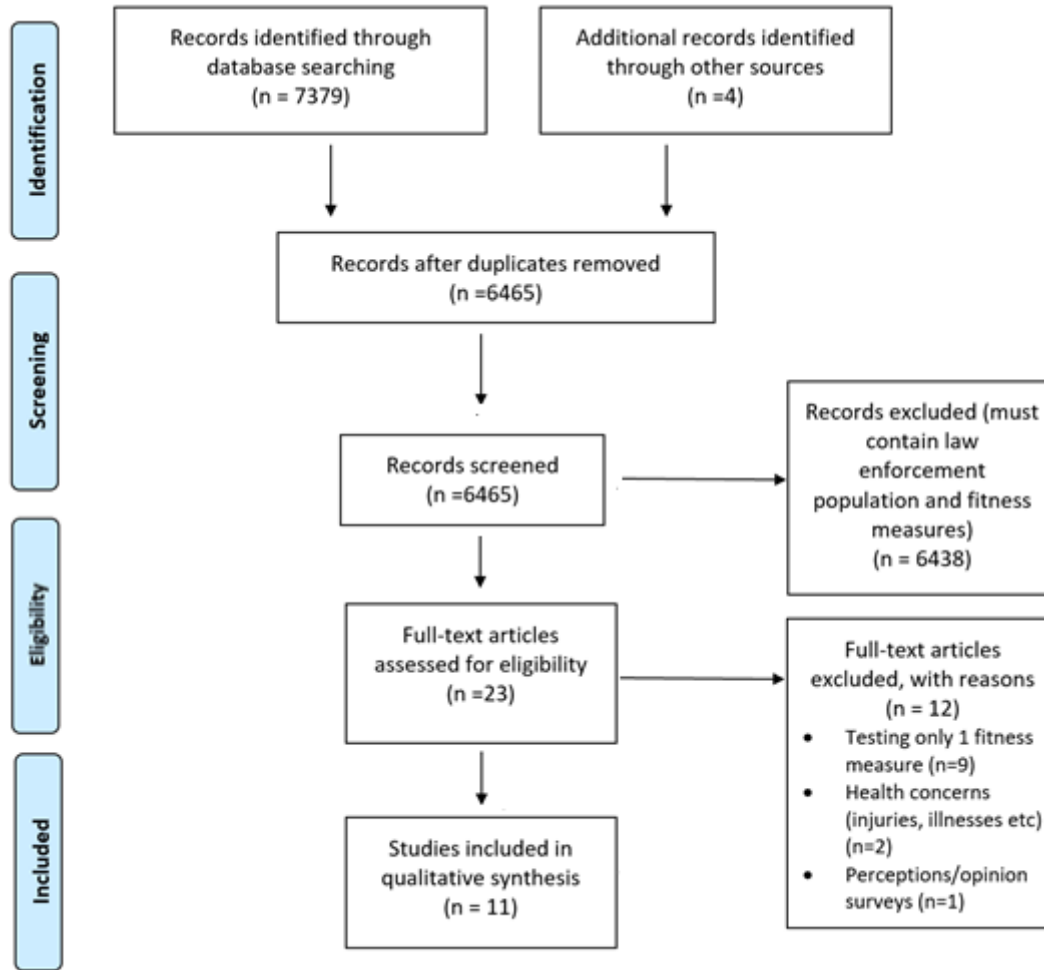 Identification
Records identified through
database searching
(n = 7379)
Additional records identified
through other sources
(n =4)
Records after duplicates removed
(n =6465)
Screening
Records screened
(n =6465)
Records excluded (must
contain law
enforcement
population and fitness
measures)
(n = 6438)
Eligibility
Full-text articles
assessed for eligibility
(n =23)
Full-text articles
excluded, with reasons
(n = 12)
• Testing only 1 fitness
measure (n=9)
• Health concerns
(injuries, illnesses etc)
(n=2)
• Perceptions/opinion
surveys (n=1)
Included
Studies included in
qualitative synthesis
(n = 11)